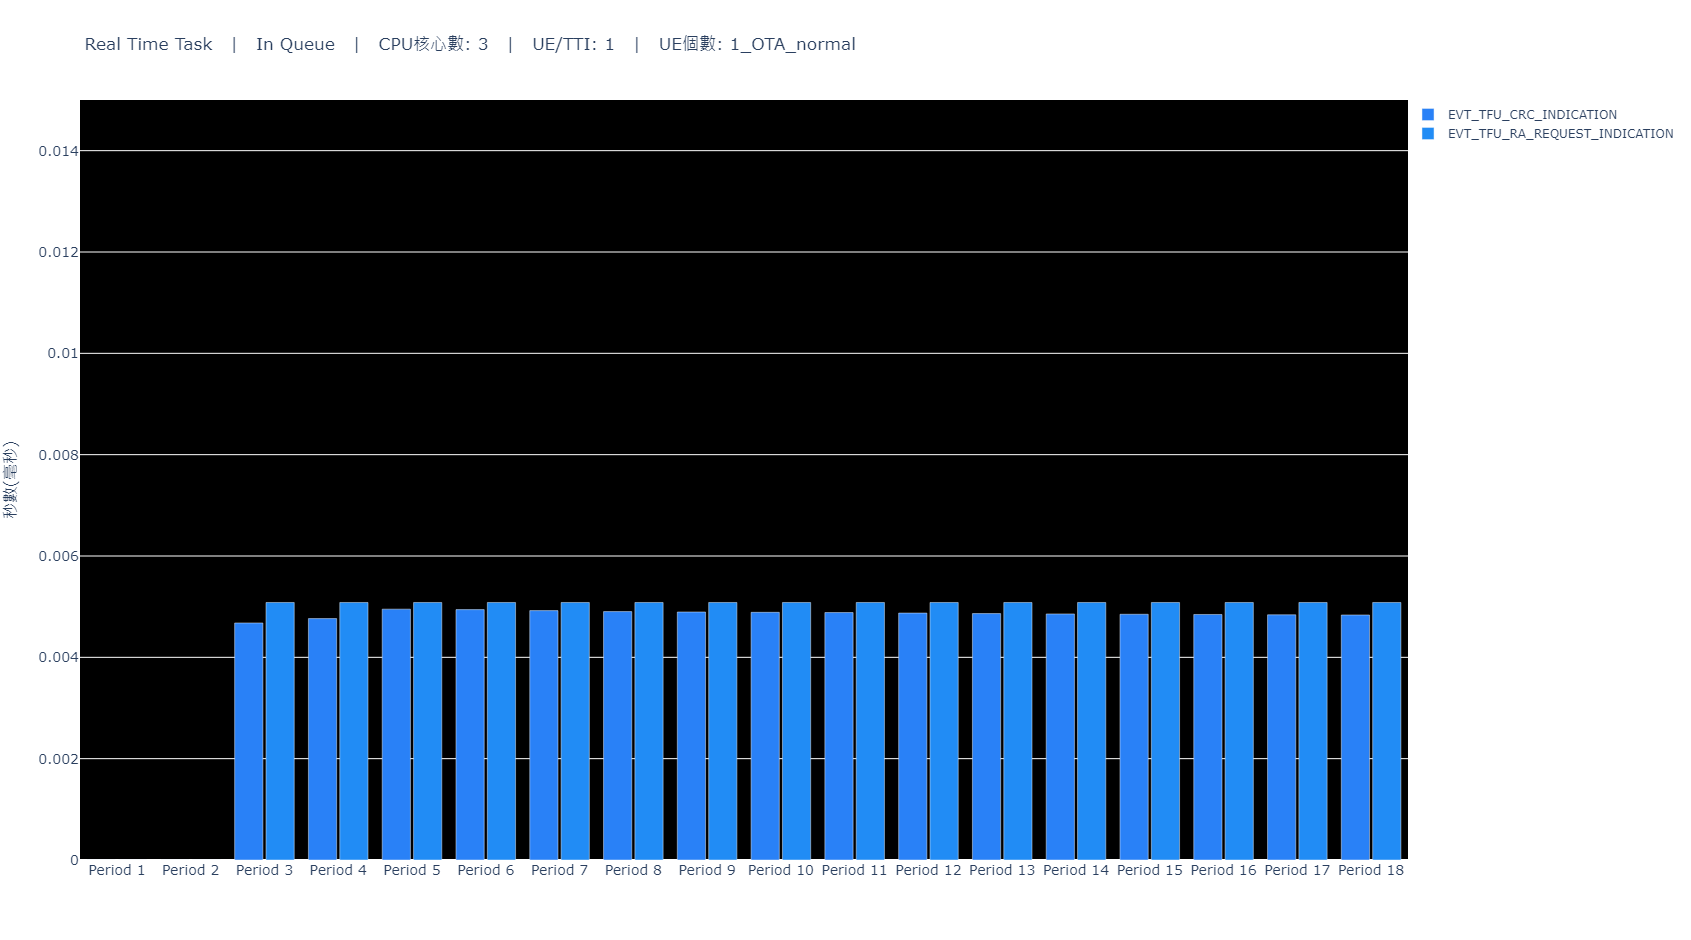 Real Time Task | In Queue | CPU核心數: 3 | UE/TTI: 1 | UE個數: 1_OTA_normal
EVT_TFU_CRC_INDICATION
EVT_TFU_RA_REQUEST_INDICATION
秒數(毫秒)
0.014
0.012
0.01
0.008
0.006
0.004
0.002
0
Period 1 Period 2 Period 3 Period 4 Period 5 Period 6 Period 7 Period 8 Period 9 Period 10 Period 11 Period 12 Period 13 Period 14 Period 15 Period 16 Period 17 Period 18